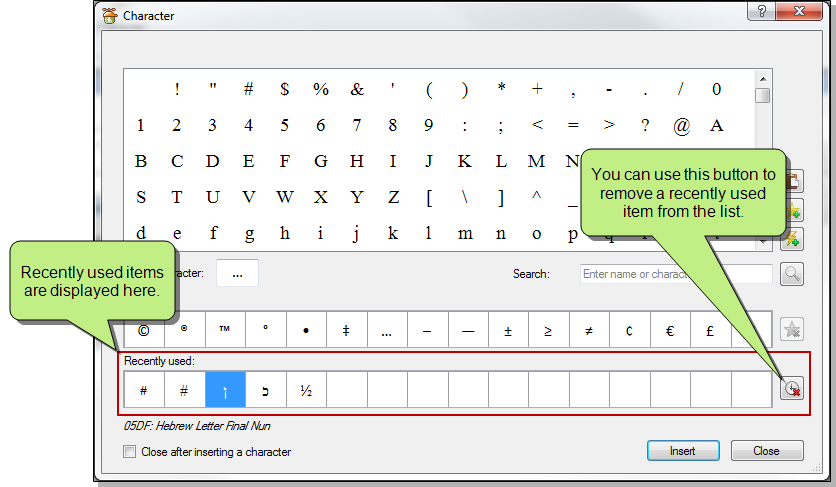 Character
! " # $ % & ' ( ) * + , - . / 0
1 2 3 4 5 6 7 8 9 : ; < = > ? @ A
B C D E F G H I J K L M N
S T U V W X Y Z [ \ ] ^ _
d e f g h i j k l m n o p q
You can use this button to
remove a recently used
item from the list.
Recently used items
are displayed here.
... Search: Enter name or charac
© ® ™ ° • ‡ … – — ± ≥ ≠ ¢ € £
Recently used:
# # ן כ ½
05DF: Hebrew Letter Final Nun
Close after inserting a character
Insert Close